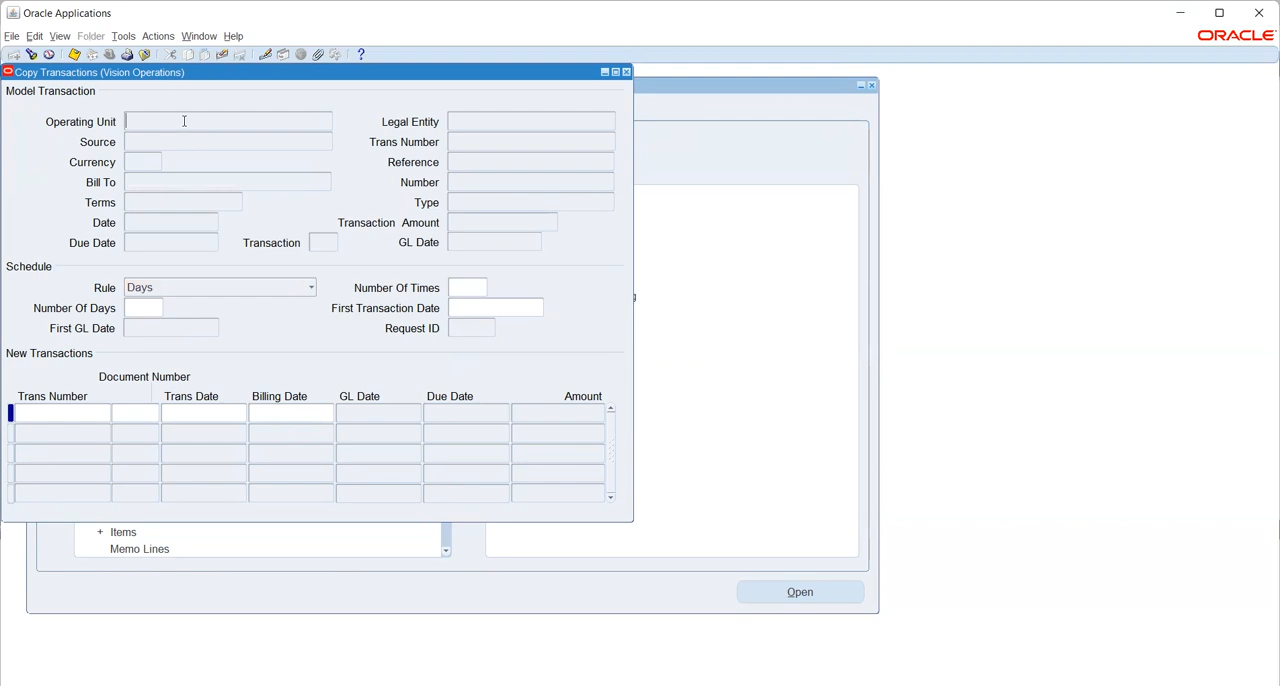 Oracle Applications
File Edit View Folder Tools Actions Window Help
ORACLE
Copy Transactions (Vision Operations)
Model Transaction
Operating Unit Legal Entity
Source Trans Number
Currency Reference
Bill To Number
Terms Type
Date Transaction Amount
Due Date Transaction GL Date
Schedule
Rule Days Number Of Times
Number Of Days First Transaction Date
First GL Date Request ID
New Transactions
Document Number
Trans Number Trans Date Billing Date GL Date Due Date Amount
+ Items
Memo Lines
Open